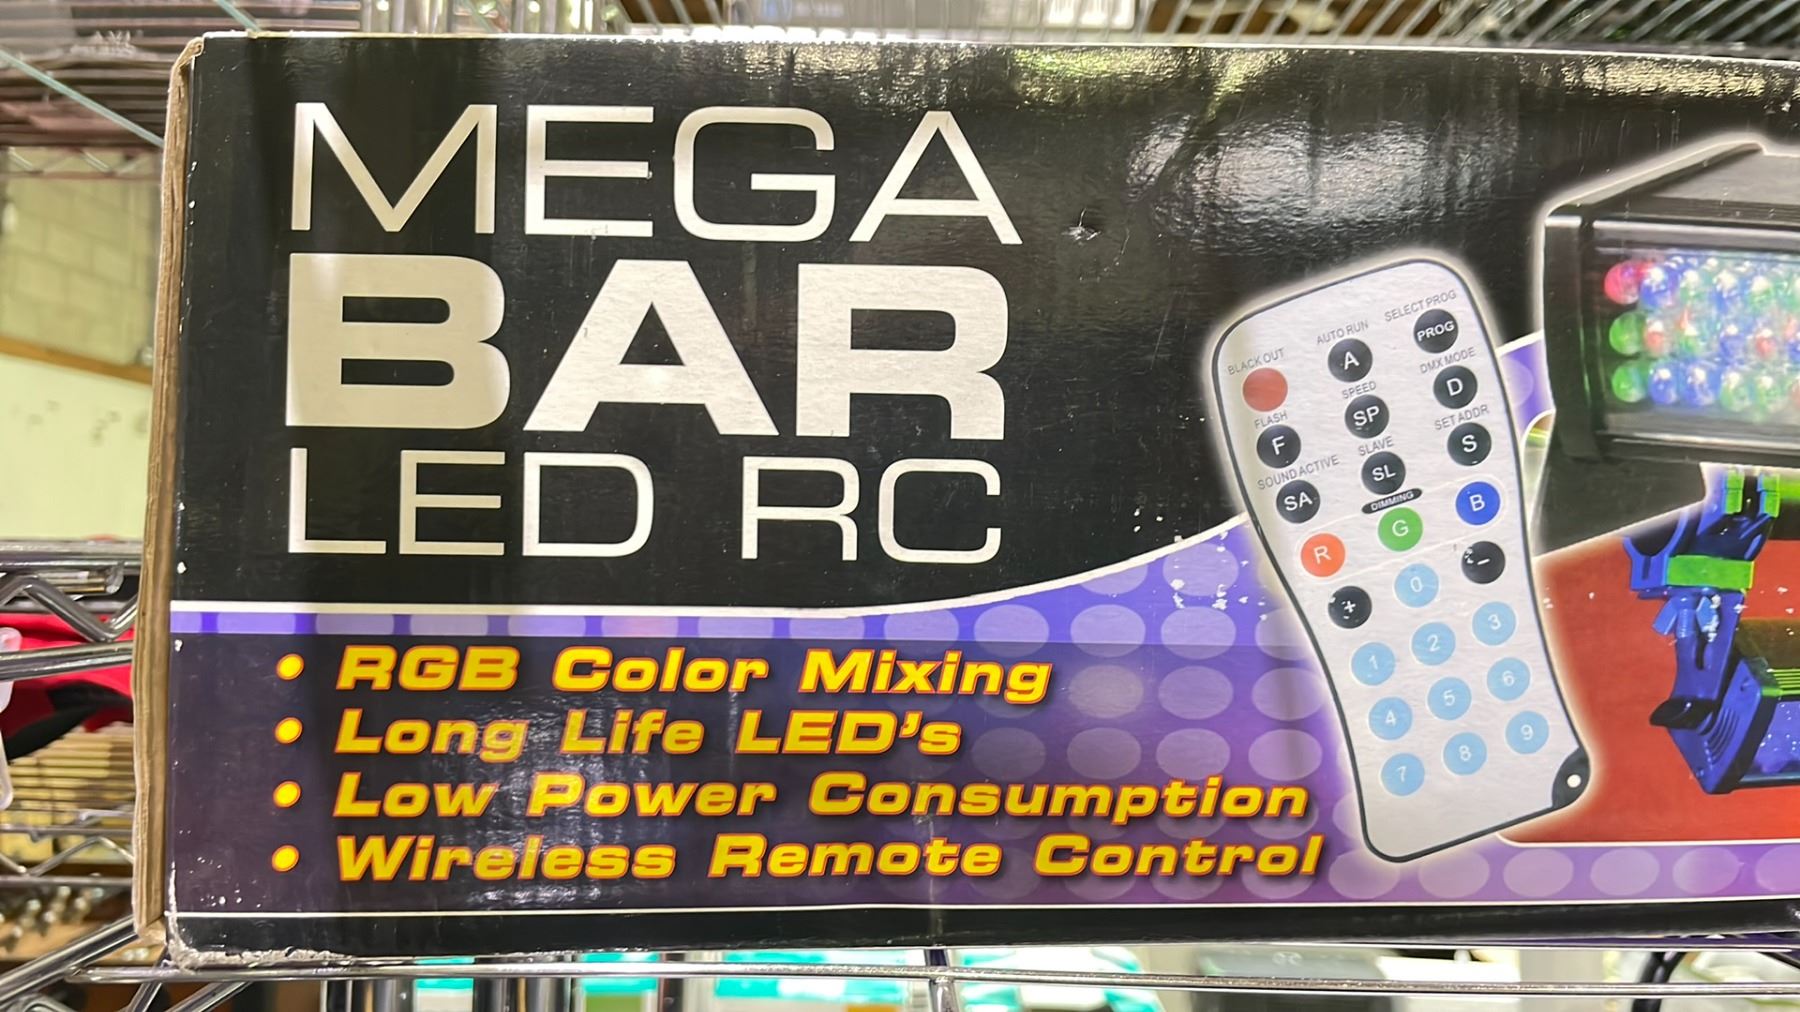 MEGA
BAR
LED RC
• RGB Color Mixing
• Long Life LED's
• Low Power Consumption
• Wireless Remote Control
BLACK OUT
AUTO RUN
SELECT PROG
A
PROG
FLASH
SPEED
DMX MODE
F
SP
D
SOUND ACTIVE
SLAVE
SET ADDR
SA
SL
S
DIMMING
R
G
B
+
0
-
1
2
3
4
5
6
7
8
9